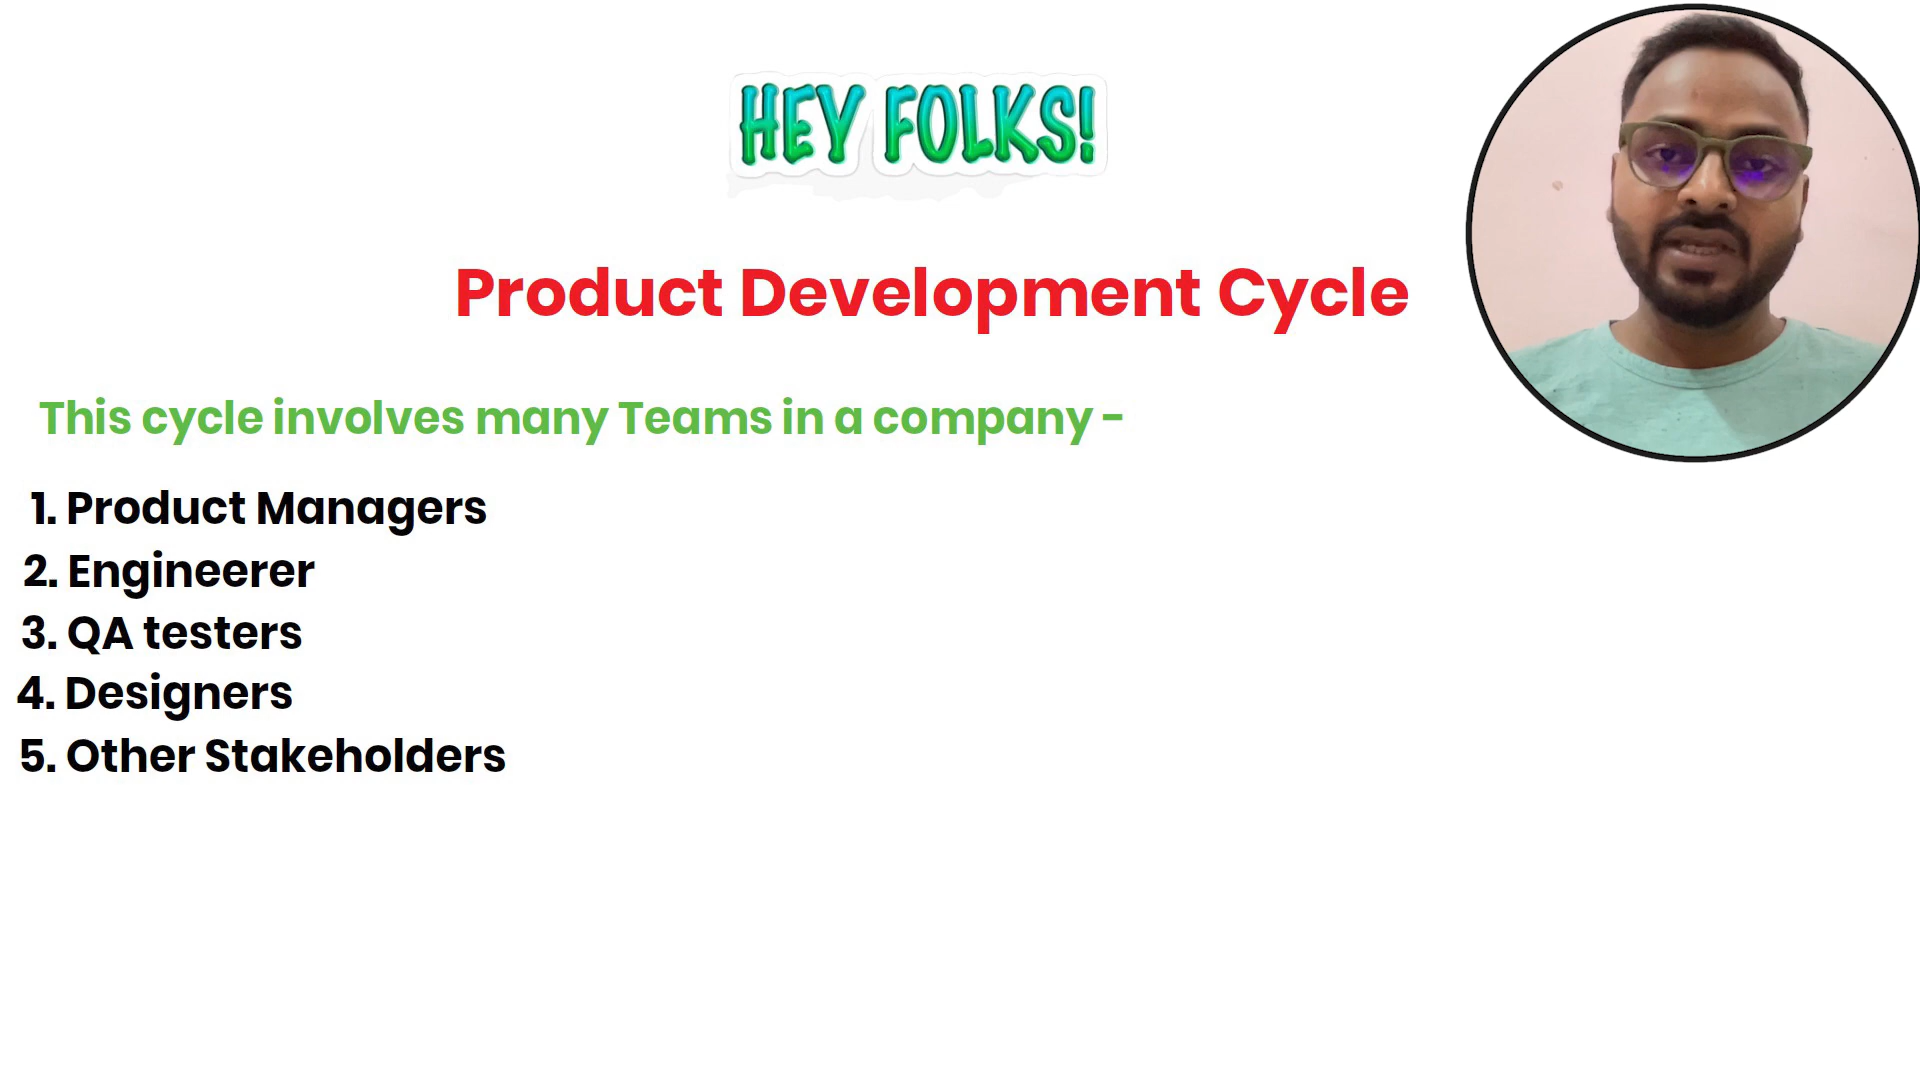 HEY FOLKS!
Product Development Cycle
This cycle involves many Teams in a company -
1. Product Managers
2. Engineerer
3. QA testers
4. Designers
5. Other Stakeholders